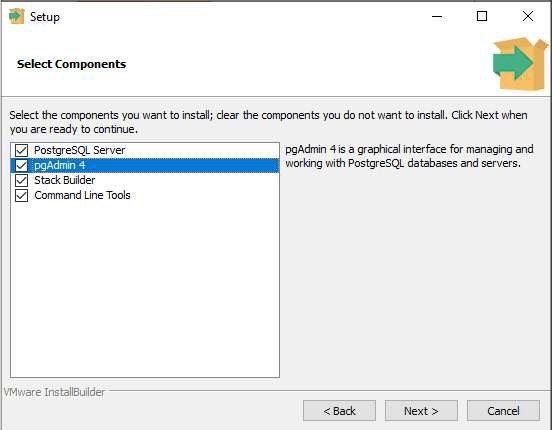 Setup
Select Components
Select the components you want to install; clear the components you do not want to install. Click Next when
you are ready to continue.
PostgreSQL Server
pgAdmin 4
Stack Builder
Command Line Tools
pgAdmin 4 is a graphical interface for managing and
working with PostgreSQL databases and servers.
VMware InstallBuilder
< Back
Next >
Cancel